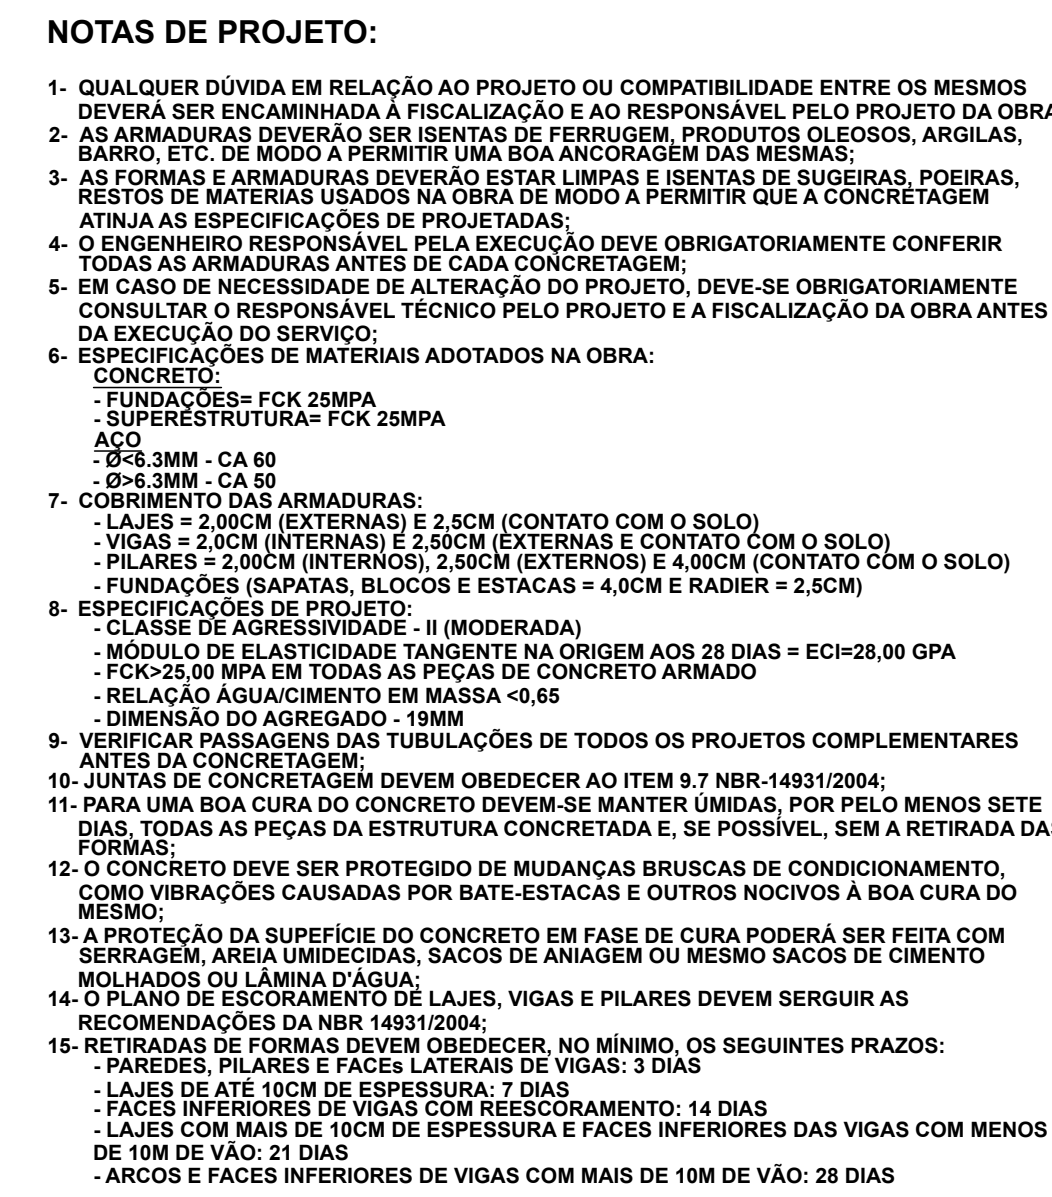 NOTAS DE PROJETO:
1- QUALQUER DÚVIDA EM RELAÇÃO AO PROJETO OU COMPATIBILIDADE ENTRE OS MESMOS
DEVERÁ SER ENCAMINHADA À FISCALIZAÇÃO E AO RESPONSÁVEL PELO PROJETO DA OBRA
2- AS ARMADURAS DEVERÃO SER ISENTAS DE FERRUGEM, PRODUTOS OLEOSOS, ARGILAS,
BARRO, ETC. DE MODO A PERMITIR UMA BOA ANCORAGEM DAS MESMAS;
3- AS FORMAS E ARMADURAS DEVERÃO ESTAR LIMPAS E ISENTAS DE SUGEIRAS, POEIRAS,
RESTOS DE MATERIAS USADOS NA OBRA DE MODO A PERMITIR QUE A CONCRETAGEM
ATINJA AS ESPECIFICAÇÕES DE PROJETADAS;
4- O ENGENHEIRO RESPONSÁVEL PELA EXECUÇÃO DEVE OBRIGATORIAMENTE CONFERIR
TODAS AS ARMADURAS ANTES DE CADA CONCRETAGEM;
5- EM CASO DE NECESSIDADE DE ALTERAÇÃO DO PROJETO, DEVE-SE OBRIGATORIAMENTE
CONSULTAR O RESPONSÁVEL TÉCNICO PELO PROJETO E A FISCALIZAÇÃO DA OBRA ANTES
DA EXECUÇÃO DO SERVIÇO;
6- ESPECIFICAÇÕES DE MATERIAIS ADOTADOS NA OBRA:
CONCRETO:
- FUNDAÇÕES= FCK 25MPA
- SUPERESTRUTURA= FCK 25MPA
AÇO
- Ø<6.3MM - CA 60
- Ø>6.3MM - CA 50
7- COBRIMENTO DAS ARMADURAS:
- LAJES = 2,00CM (EXTERNAS) E 2,5CM (CONTATO COM O SOLO)
- VIGAS = 2,0CM (INTERNAS) E 2,50CM (EXTERNAS E CONTATO COM O SOLO)
- PILARES = 2,00CM (INTERNOS), 2,50CM (EXTERNOS) E 4,00CM (CONTATO COM O SOLO)
- FUNDAÇÕES (SAPATAS, BLOCOS E ESTACAS = 4,0CM E RADIER = 2,5CM)
8- ESPECIFICAÇÕES DE PROJETO:
- CLASSE DE AGRESSIVIDADE - II (MODERADA)
- MÓDULO DE ELASTICIDADE TANGENTE NA ORIGEM AOS 28 DIAS = ECI=28,00 GPA
- FCK>25,00 MPA EM TODAS AS PEÇAS DE CONCRETO ARMADO
- RELAÇÃO ÁGUA/CIMENTO EM MASSA <0,65
- DIMENSÃO DO AGREGADO - 19MM
9- VERIFICAR PASSAGENS DAS TUBULAÇÕES DE TODOS OS PROJETOS COMPLEMENTARES
ANTES DA CONCRETAGEM;
10- JUNTAS DE CONCRETAGEM DEVEM OBEDECER AO ITEM 9.7 NBR-14931/2004;
11- PARA UMA BOA CURA DO CONCRETO DEVEM-SE MANTER ÚMIDAS, POR PELO MENOS SETE
DIAS, TODAS AS PEÇAS DA ESTRUTURA CONCRETADA E, SE POSSÍVEL, SEM A RETIRADA DAS
FORMAS;
12- O CONCRETO DEVE SER PROTEGIDO DE MUDANÇAS BRUSCAS DE CONDICIONAMENTO,
COMO VIBRAÇÕES CAUSADAS POR BATE-ESTACAS E OUTROS NOCIVOS À BOA CURA DO
MESMO;
13- A PROTEÇÃO DA SUPEFÍCIE DO CONCRETO EM FASE DE CURA PODERÁ SER FEITA COM
SERRAGEM, AREIA UMIDECIDAS, SACOS DE ANIAGEM OU MESMO SACOS DE CIMENTO
MOLHADOS OU LÂMINA D'ÁGUA;
14- O PLANO DE ESCORAMENTO DE LAJES, VIGAS E PILARES DEVEM SERGUIR AS
RECOMENDAÇÕES DA NBR 14931/2004;
15- RETIRADAS DE FORMAS DEVEM OBEDECER, NO MÍNIMO, OS SEGUINTES PRAZOS:
- PAREDES, PILARES E FACEs LATERAIS DE VIGAS: 3 DIAS
- LAJES DE ATÉ 10CM DE ESPESSURA: 7 DIAS
- FACES INFERIORES DE VIGAS COM REESCORAMENTO: 14 DIAS
- LAJES COM MAIS DE 10CM DE ESPESSURA E FACES INFERIORES DAS VIGAS COM MENOS
DE 10M DE VÃO: 21 DIAS
- ARCOS E FACES INFERIORES DE VIGAS COM MAIS DE 10M DE VÃO: 28 DIAS